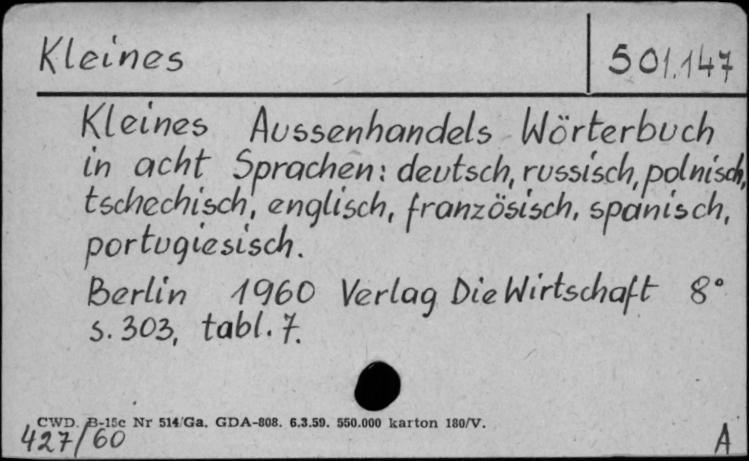 Kleines 501.147
Kleines Aussenhandels Wörterbuch
in acht Sprachen: deutsch, russisch, polnisch,
tschechisch, englisch, französisch, spanisch,
portugiesisch.
Berlin 1960 Verlag Die Wirtschaft 8°
s. 303, tabl. 7.
CWD. B-15c Nr 514/Ga. GDA-808. 6.3.59. 550.000 karton 180/V.
427/60 A